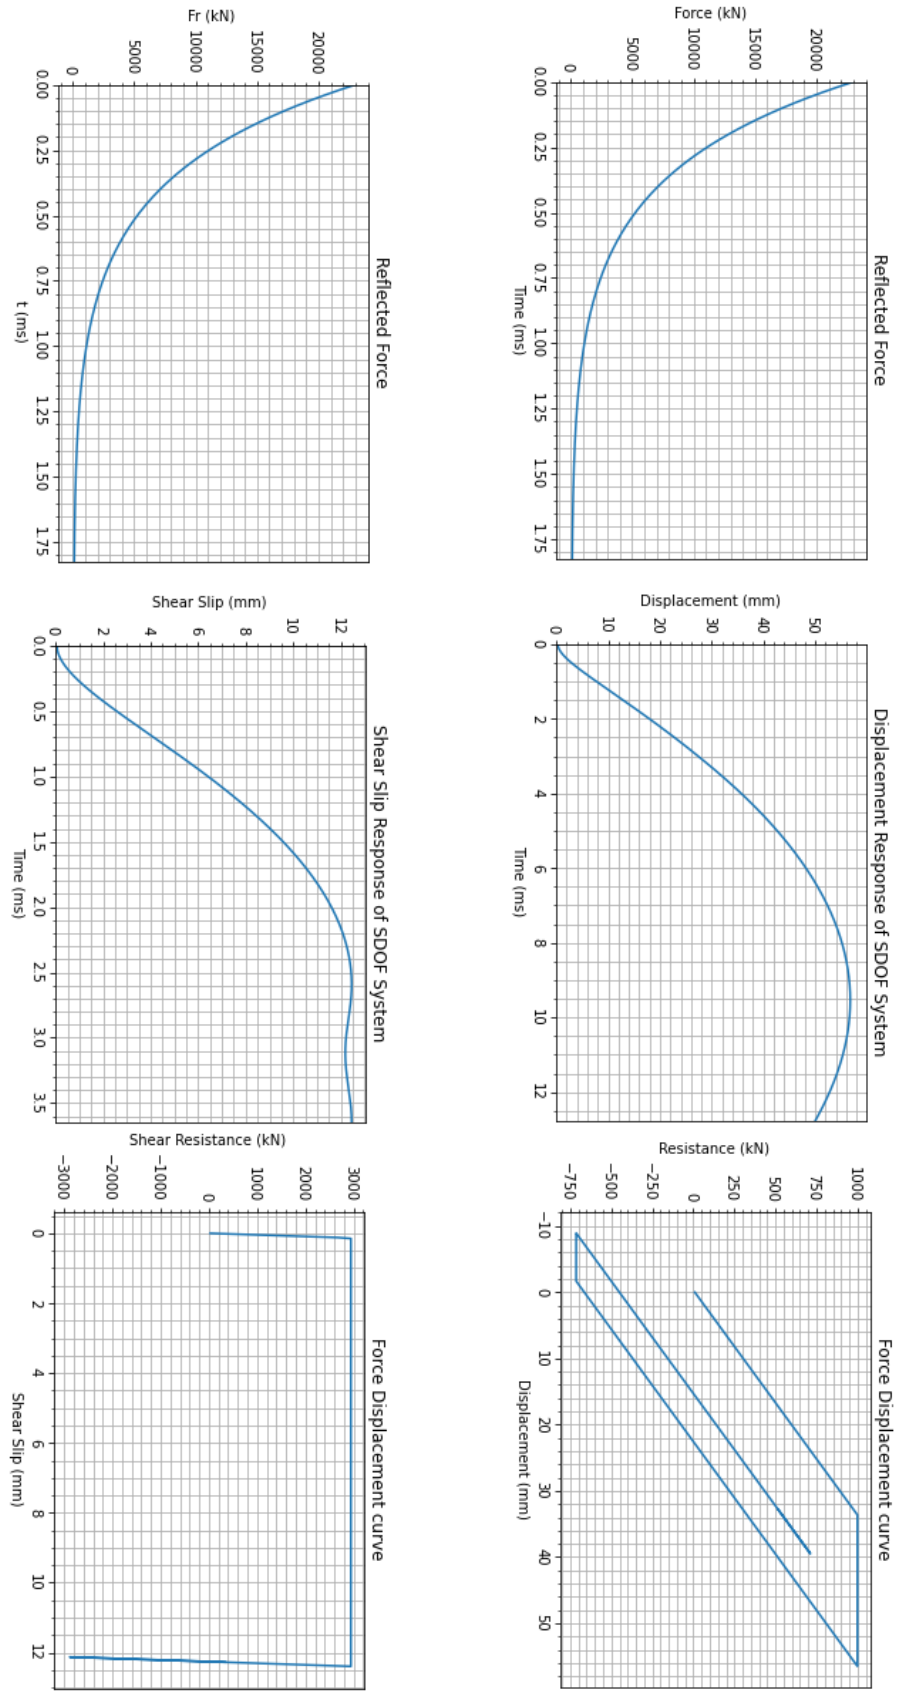 Reflected Force
Force (kN)
20000
15000
10000
5000
0
0.00 0.25 0.50 0.75 1.00 1.25 1.50 1.75
Time (ms)
Displacement Response of SDOF System
Displacement (mm)
50
40
30
20
10
0
0 2 4 6 8 10 12
Time (ms)
Force Displacement curve
Resistance (kN)
1000
750
500
250
0
−250
−500
−750
−10 0 10 20 30 40 50
Displacement (mm)
Reflected Force
Fr (kN)
20000
15000
10000
5000
0
0.00 0.25 0.50 0.75 1.00 1.25 1.50 1.75
t (ms)
Shear Slip Response of SDOF System
Shear Slip (mm)
12
10
8
6
4
2
0
0.0 0.5 1.0 1.5 2.0 2.5 3.0 3.5
Time (ms)
Force Displacement curve
Shear Resistance (kN)
3000
2000
1000
0
−1000
−2000
−3000
0 2 4 6 8 10 12
Shear Slip (mm)